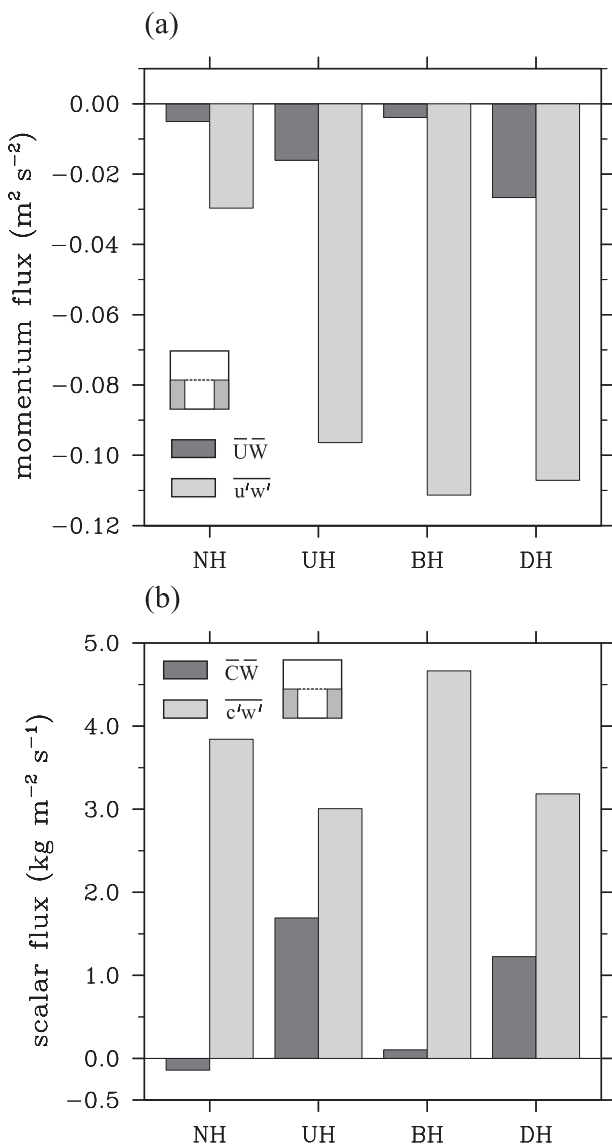 (a)
0.00
−0.02
−0.04
−0.06
−0.08
−0.10
−0.12
momentum flux (m² s⁻²)
U̅W̅
u̅'̅w̅'̅
NH UH BH DH
(b)
5.0
4.0
3.0
2.0
1.0
0.0
−0.5
scalar flux (kg m⁻² s⁻¹)
C̅W̅
c̅'̅w̅'̅
NH UH BH DH